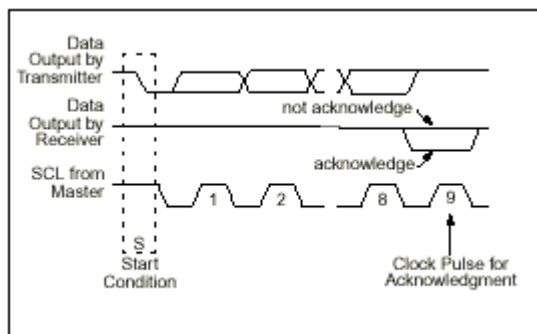 Data
Output by
Transmitter
Data
Output by
Receiver
not acknowledge
acknowledge
SCL from
Master
1
2
8
9
S
Start
Condition
Clock Pulse for
Acknowledgment